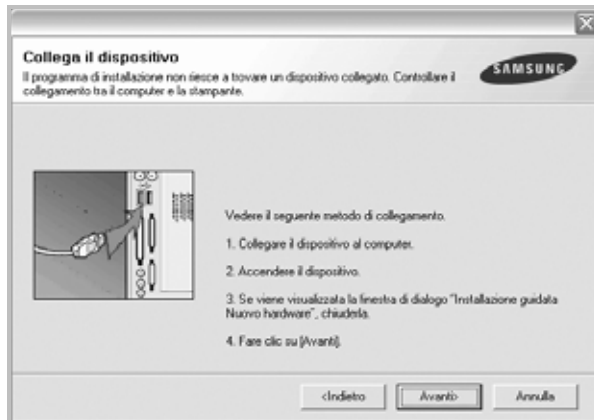 Collega il dispositivo
Il programma di installazione non riesce a trovare un dispositivo collegato. Controllare il
collegamento tra il computer e la stampante.
SAMSUNG
Vedere il seguente metodo di collegamento.
1. Collegare il dispositivo al computer.
2. Accendere il dispositivo.
3. Se viene visualizzata la finestra di dialogo "Installazione guidata
Nuovo hardware", chiuderla.
4. Fare clic su [Avanti].
<Indietro Avanti> Annulla